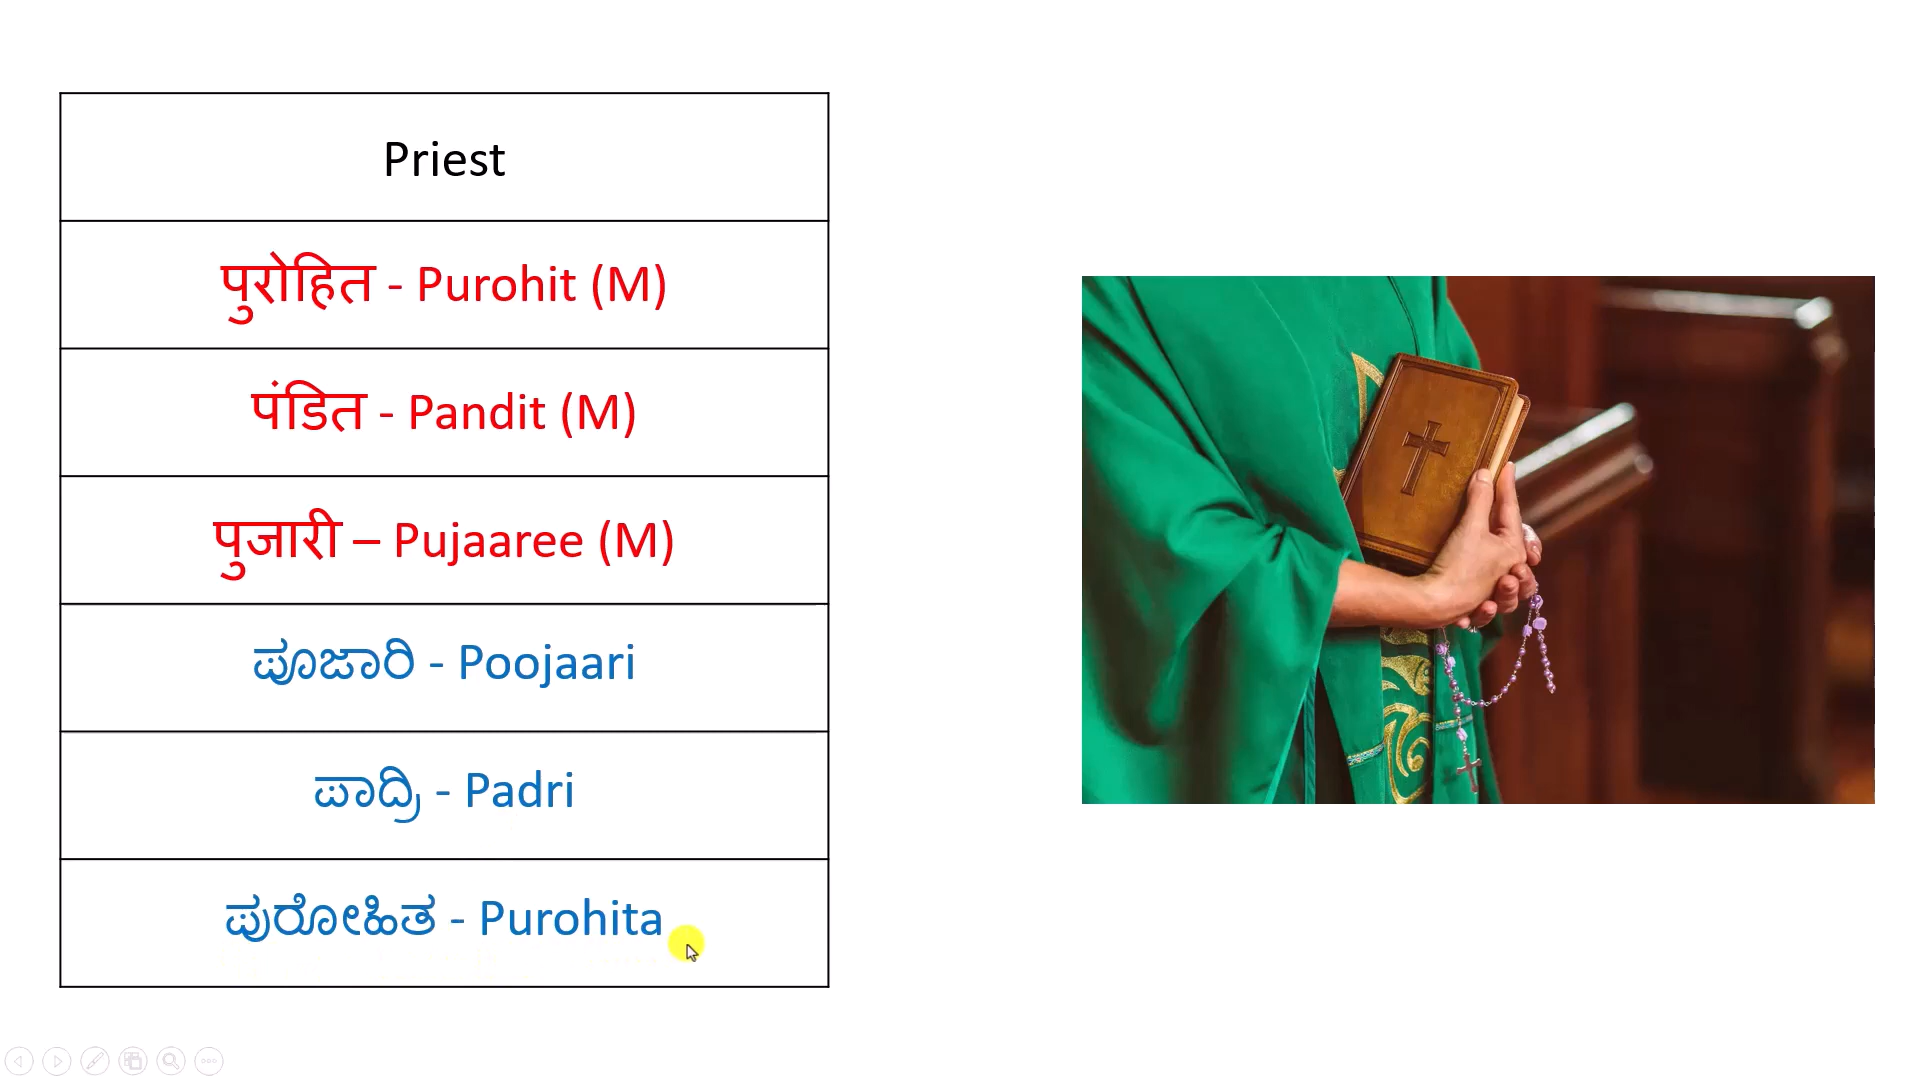 Priest
पुरोहित - Purohit (M)
पंडित - Pandit (M)
पुजारी – Pujaaree (M)
ಪೂಜಾರಿ - Poojaari
ಪಾದ್ರಿ - Padri
ಪುರೋಹಿತ - Purohita